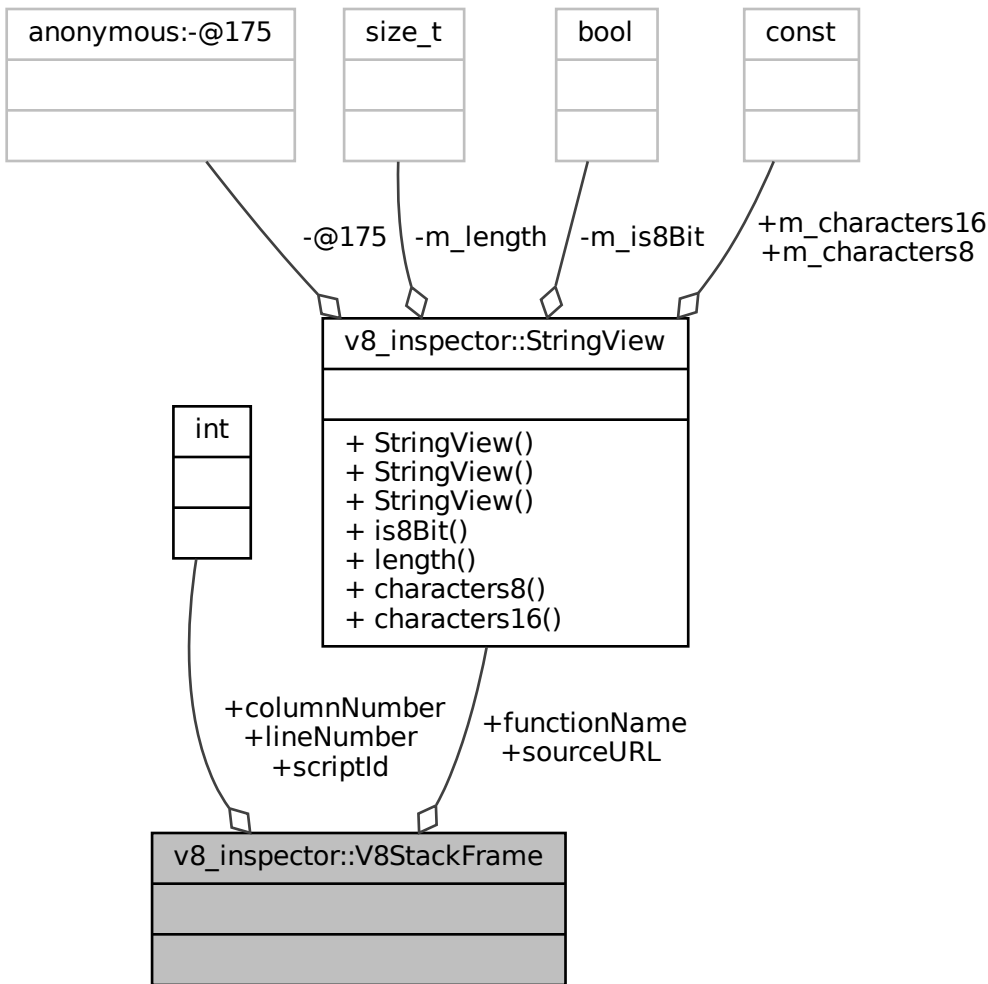 anonymous:-@175
size_t
bool
const
-@175
-m_length
-m_is8Bit
+m_characters16
+m_characters8
v8_inspector::StringView
+ StringView()
+ StringView()
+ StringView()
+ is8Bit()
+ length()
+ characters8()
+ characters16()
int
+columnNumber
+lineNumber
+scriptId
+functionName
+sourceURL
v8_inspector::V8StackFrame